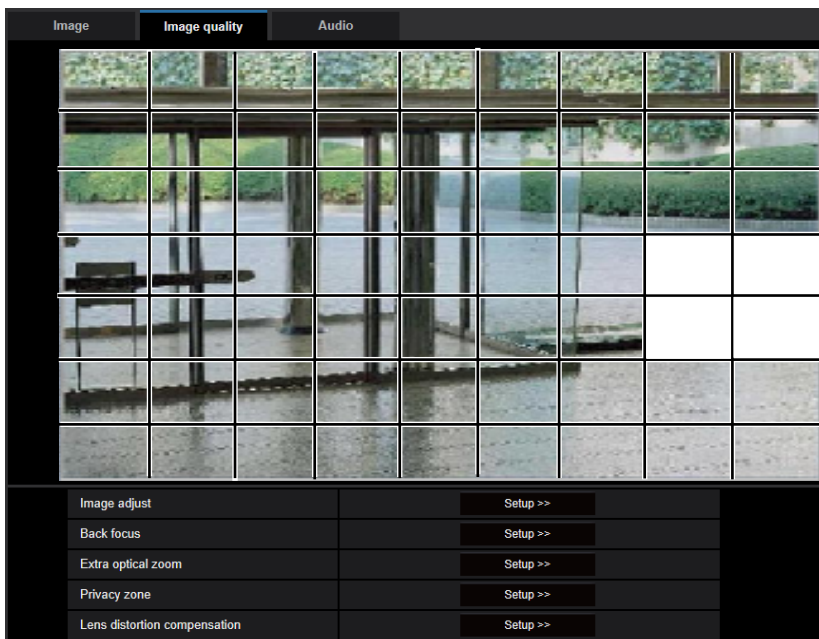 Image Image quality Audio
Image adjust Setup >>
Back focus Setup >>
Extra optical zoom Setup >>
Privacy zone Setup >>
Lens distortion compensation Setup >>